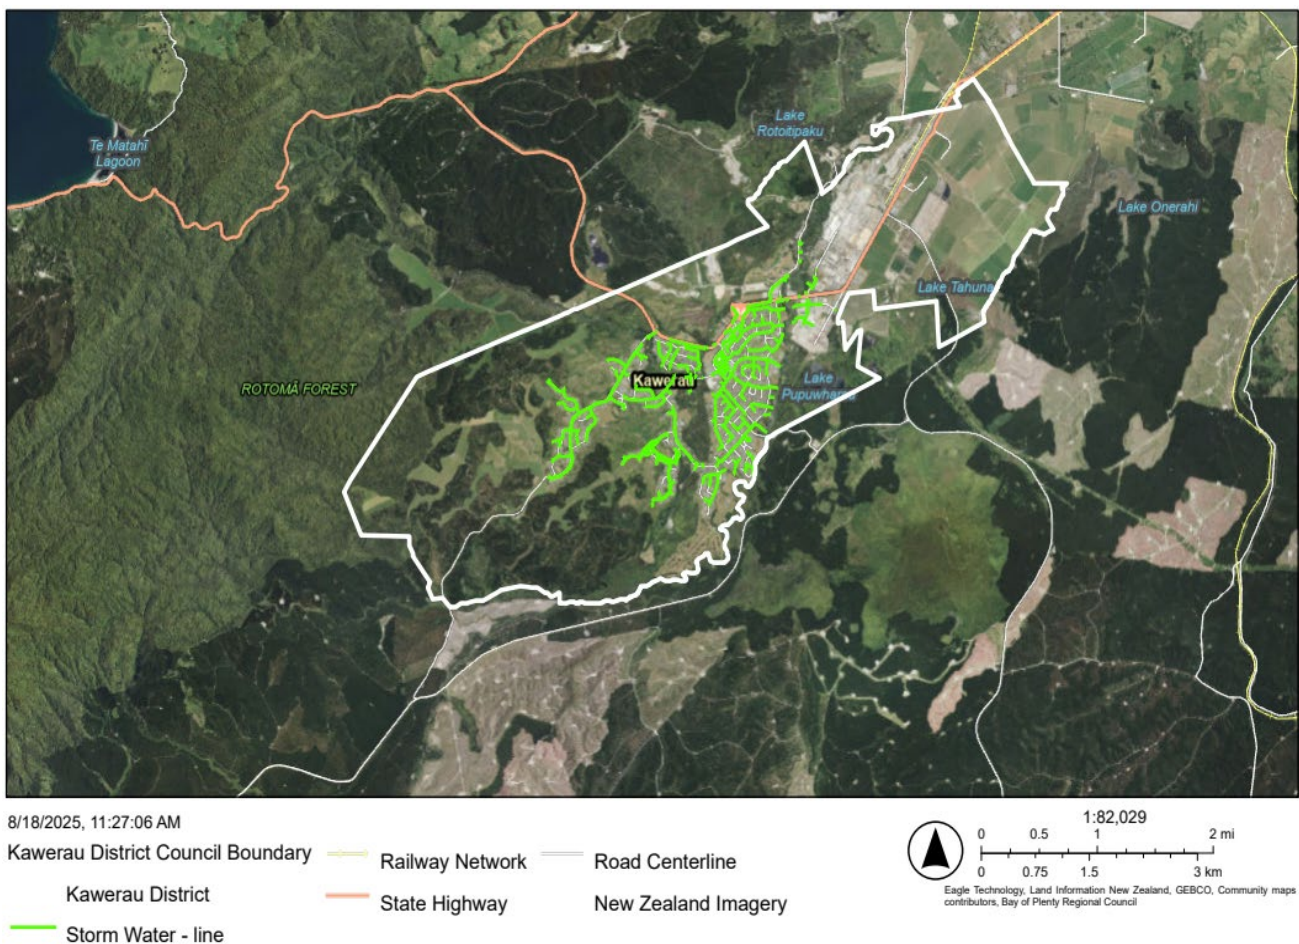 Lake
Rotoitipaku
Te Matahī
Lagoon
Lake Onerahi
Lake Tahuna
ROTOMĀ FOREST
Kawerau
Lake
8/18/2025, 11:27:06 AM
Kawerau District Council Boundary
Kawerau District
Storm Water - line
Railway Network
State Highway
Road Centerline
New Zealand Imagery
1:82,029
0 0.5 1 2 mi
0 0.75 1.5 3 km
Eagle Technology, Land Information New Zealand, GEBCO, Community maps
contributors, Bay of Plenty Regional Council